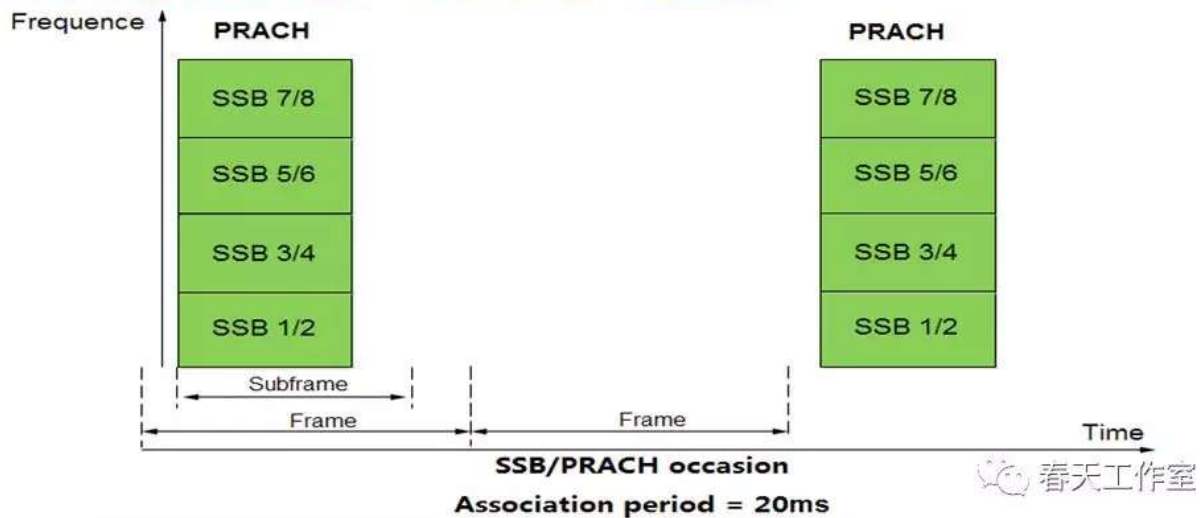 Frequence
PRACH
PRACH
SSB 7/8
SSB 7/8
SSB 5/6
SSB 5/6
SSB 3/4
SSB 3/4
SSB 1/2
SSB 1/2
Subframe
Frame
Frame
Time
SSB/PRACH occasion
春天工作室
Association period = 20ms